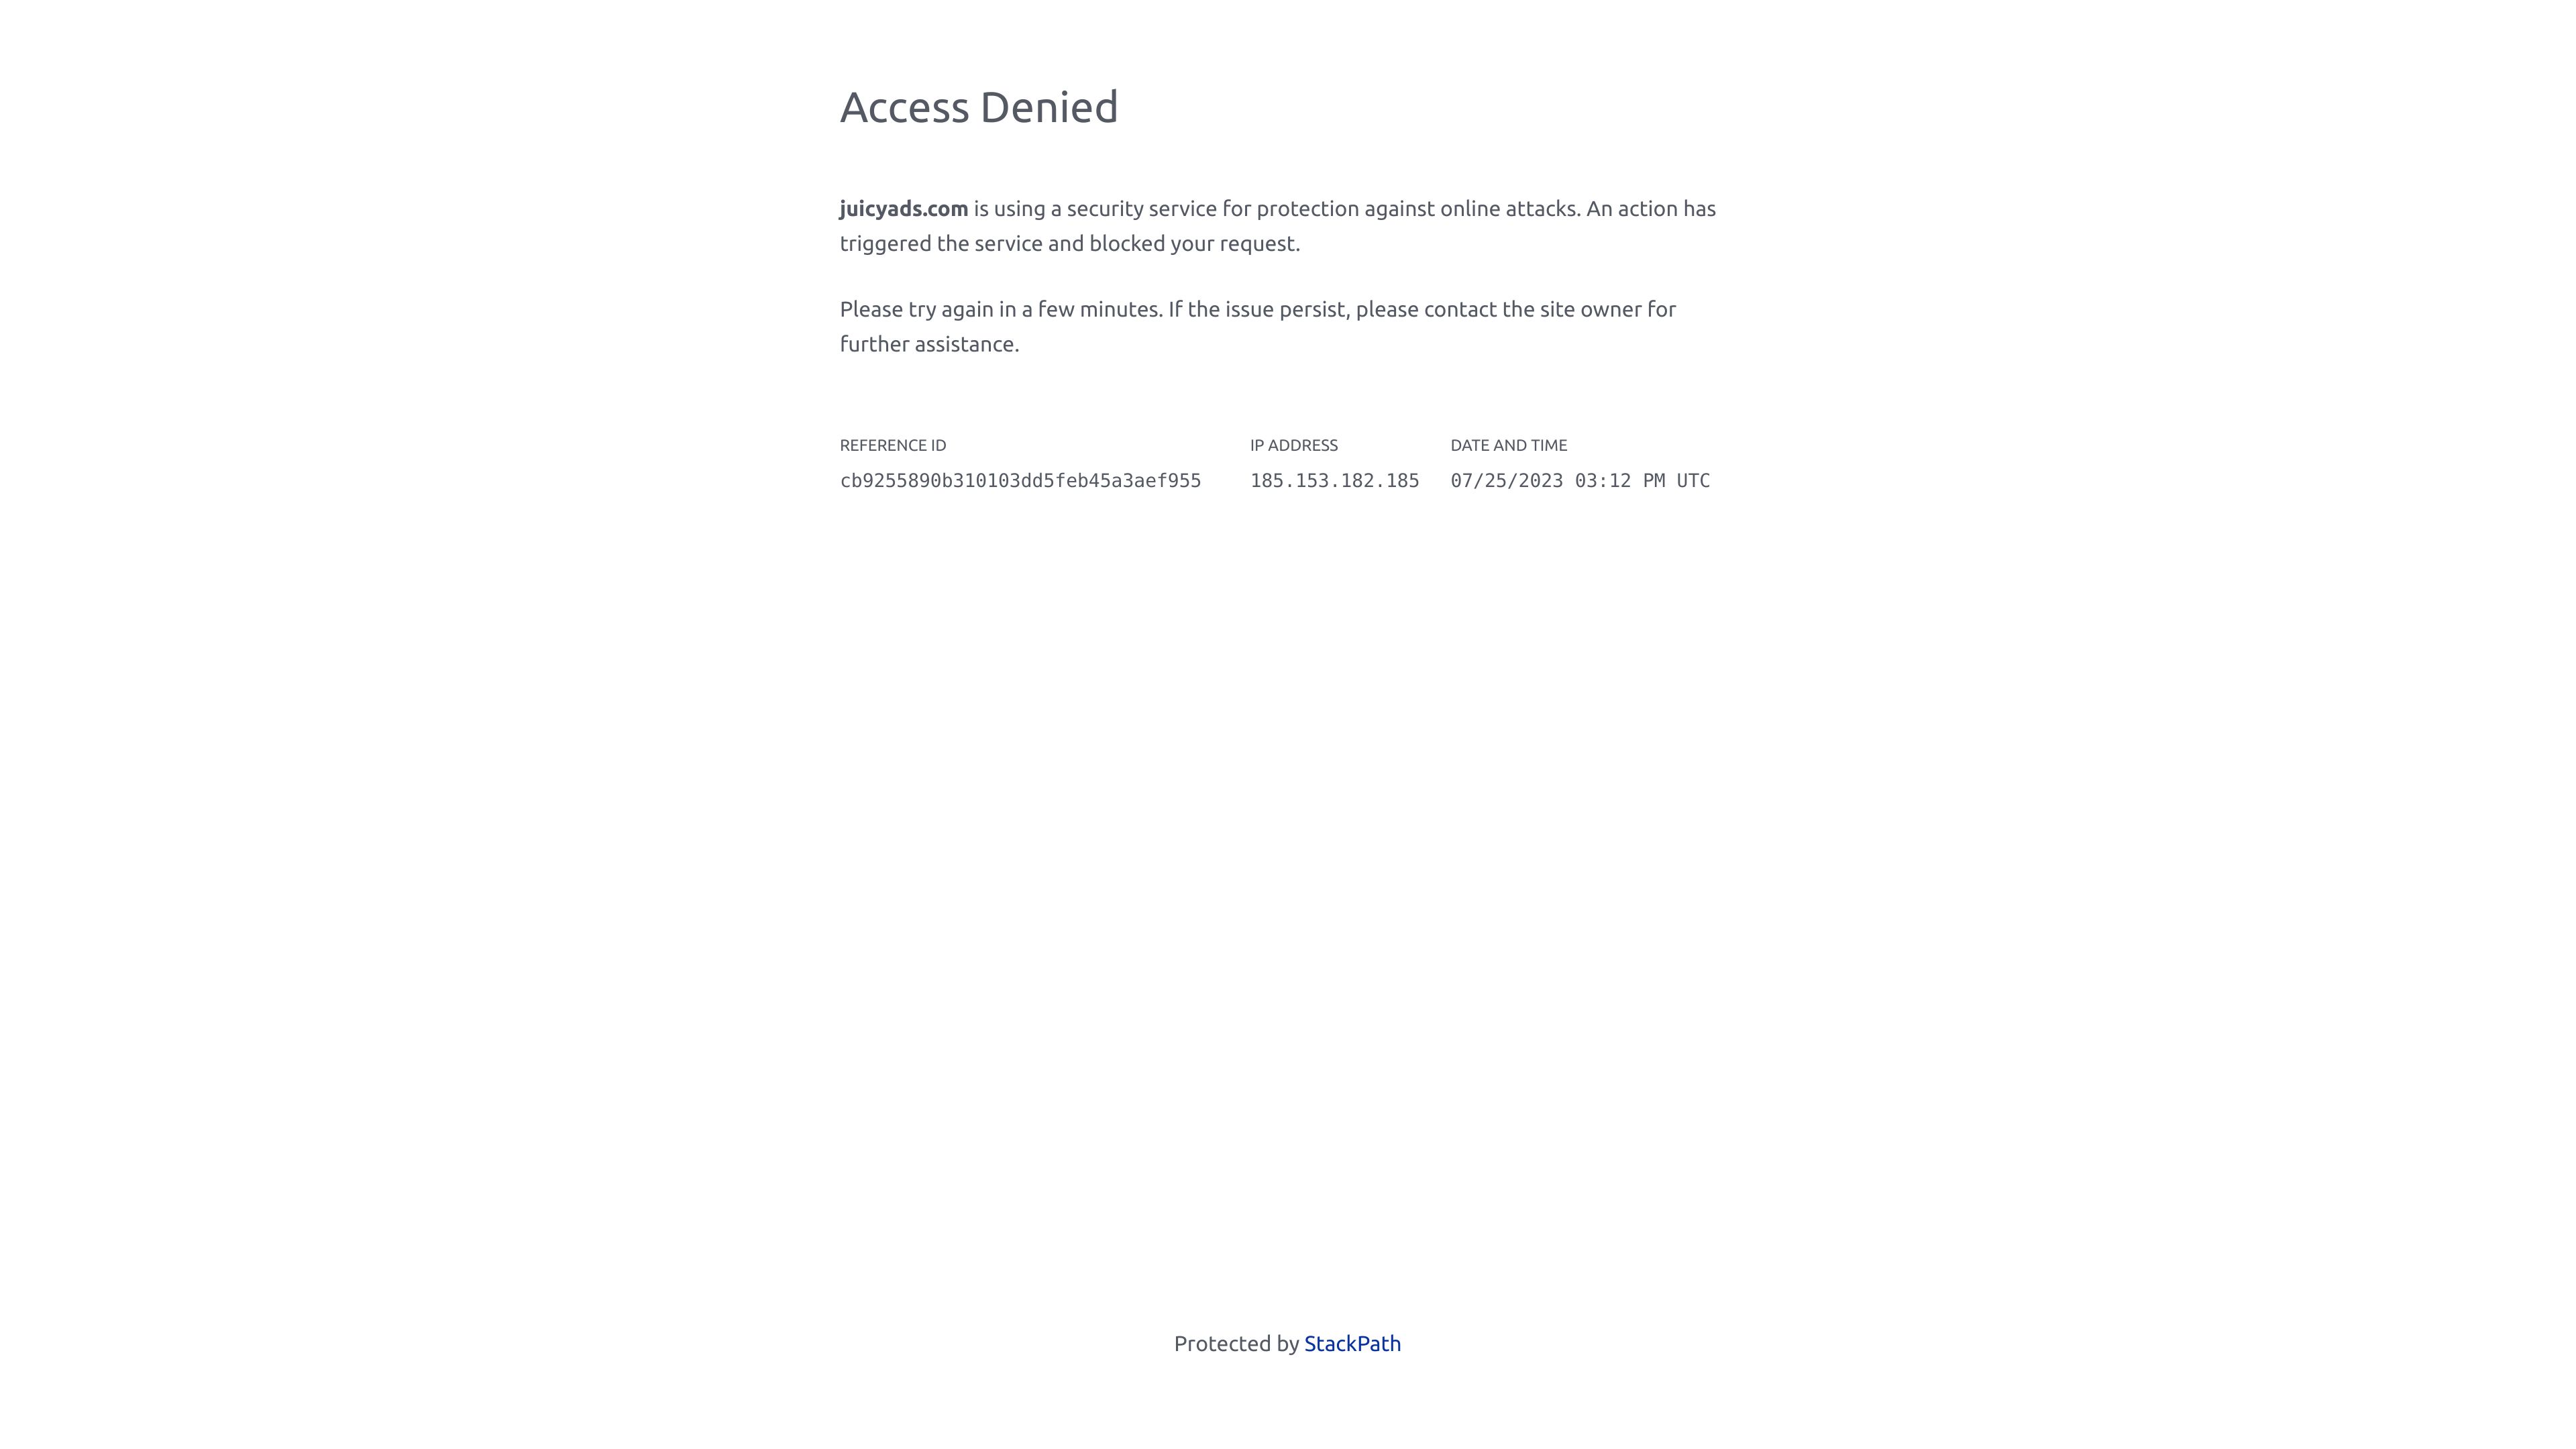 Access Denied
juicyads.com is using a security service for protection against online attacks. An action has
triggered the service and blocked your request.
Please try again in a few minutes. If the issue persist, please contact the site owner for
further assistance.
REFERENCE ID IP ADDRESS DATE AND TIME
cb9255890b310103dd5feb45a3aef955 185.153.182.185 07/25/2023 03:12 PM UTC
Protected by StackPath